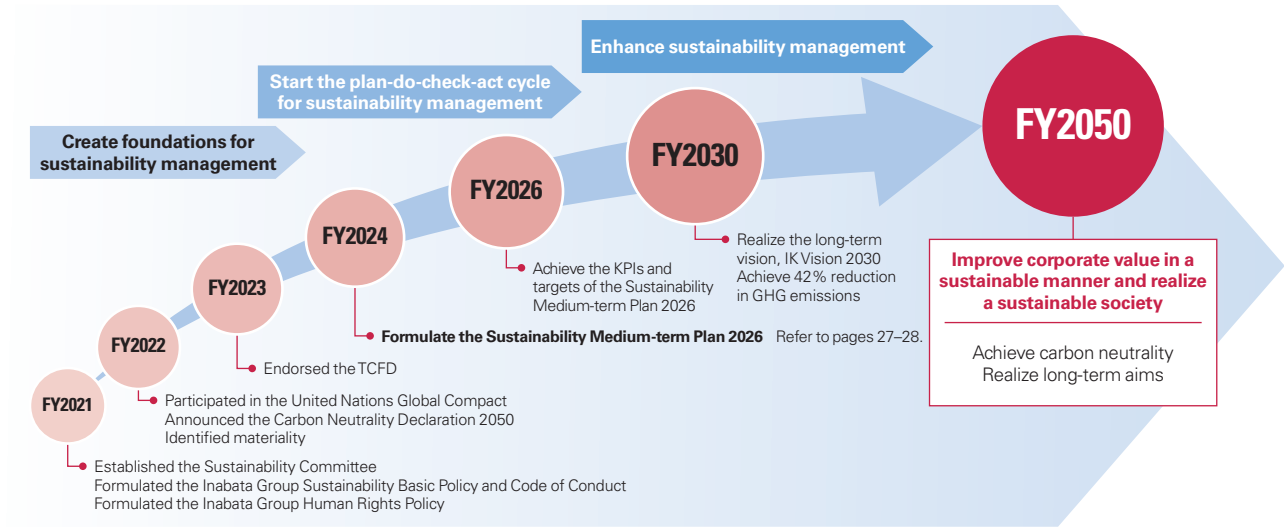 Create foundations for
sustainability management
Start the plan-do-check-act cycle
for sustainability management
Enhance sustainability management
FY2021
Established the Sustainability Committee
Formulated the Inabata Group Sustainability Basic Policy and Code of Conduct
Formulated the Inabata Group Human Rights Policy
FY2022
Participated in the United Nations Global Compact
Announced the Carbon Neutrality Declaration 2050
Identified materiality
FY2023
Endorsed the TCFD
FY2024
Formulate the Sustainability Medium-term Plan 2026 Refer to pages 27–28.
FY2026
Achieve the KPIs and
targets of the Sustainability
Medium-term Plan 2026
FY2030
Realize the long-term
vision, IK Vision 2030
Achieve 42% reduction
in GHG emissions
FY2050
Improve corporate value in a
sustainable manner and realize
a sustainable society
Achieve carbon neutrality
Realize long-term aims